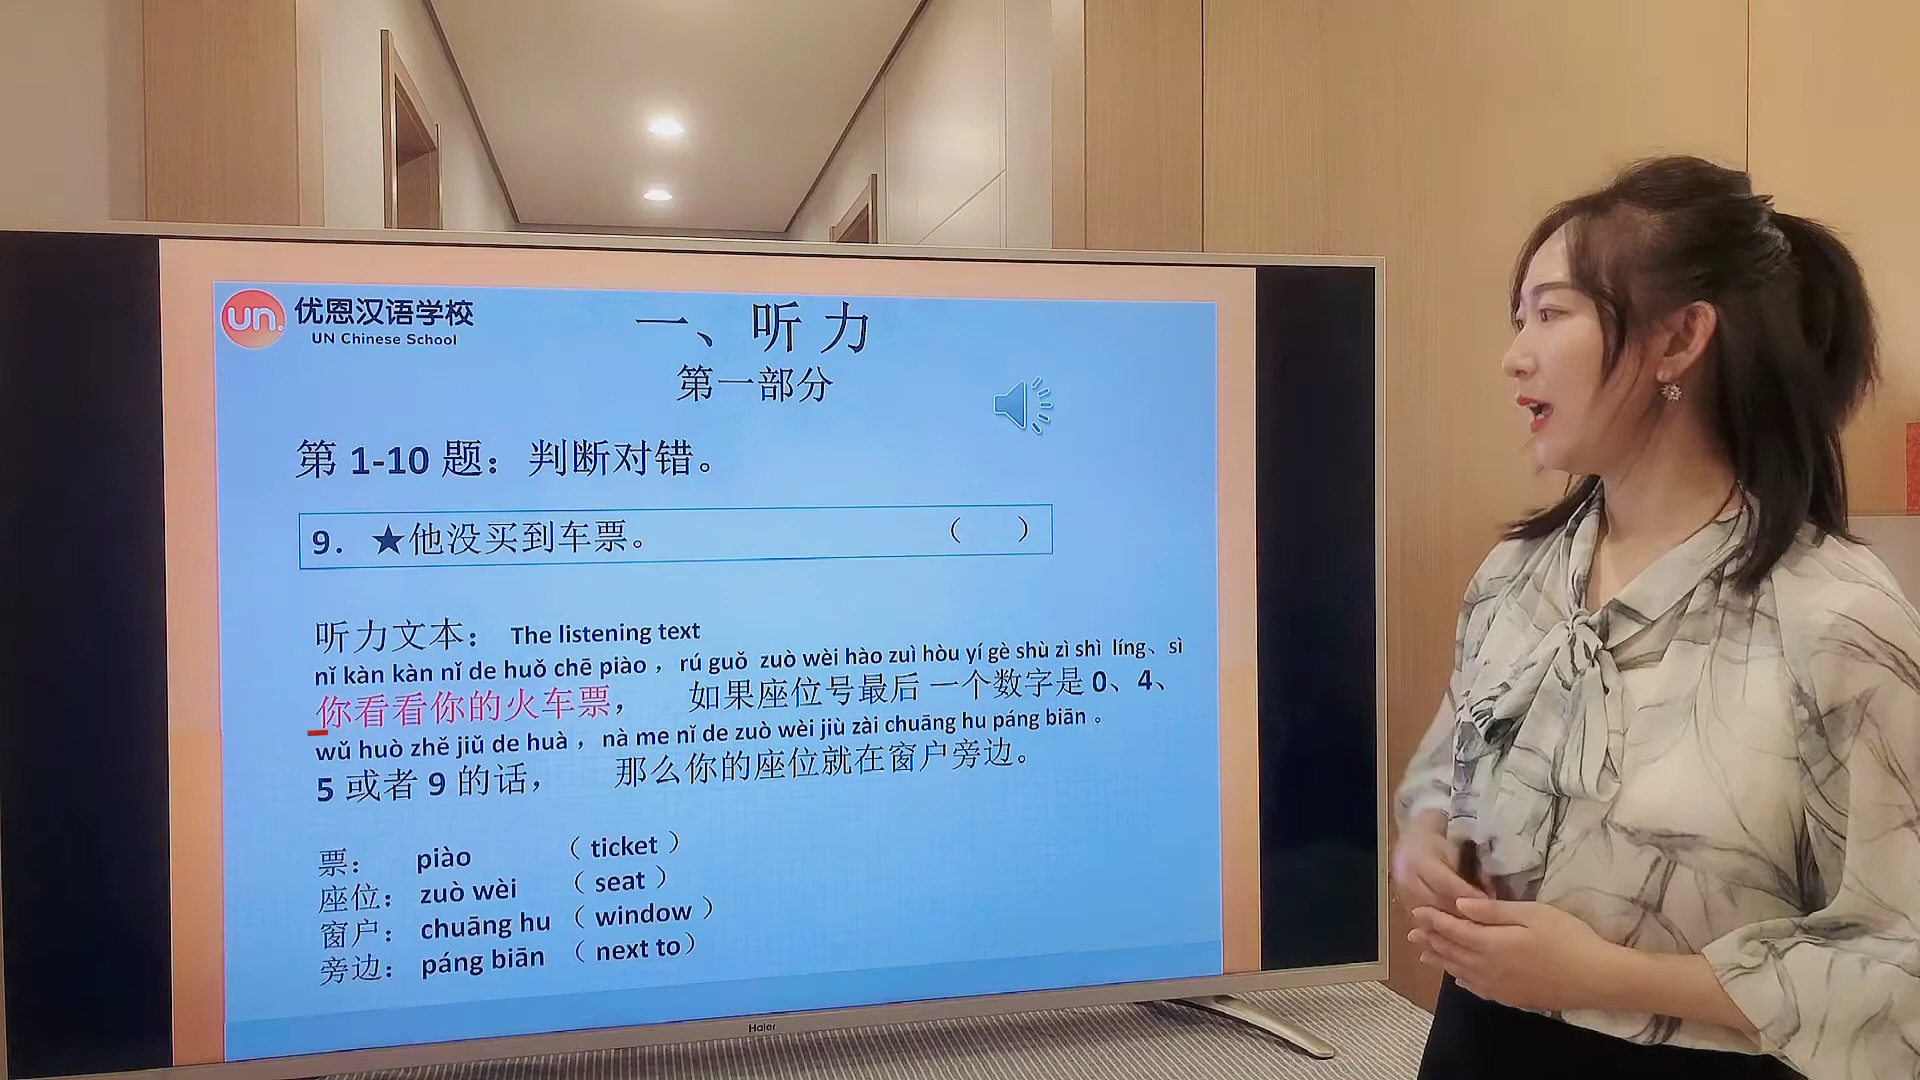 un.
优恩汉语学校
UN Chinese School
一、听 力
第一部分
第 1-10 题：判断对错。
9. ★他没买到车票。 （ ）
听力文本： The listening text
nǐ kàn kàn nǐ de huǒ chē piào ， rú guǒ zuò wèi hào zuì hòu yí gè shù zì shì líng、sì
你看看你的火车票， 如果座位号最后 一个数字是 0、4、
wǔ huò zhě jiǔ de huà ， nà me nǐ de zuò wèi jiù zài chuāng hu páng biān 。
5 或者 9 的话， 那么你的座位就在窗户旁边。
票： piào （ ticket ）
座位： zuò wèi （ seat ）
窗户： chuāng hu （ window ）
旁边： páng biān （ next to）
Haier